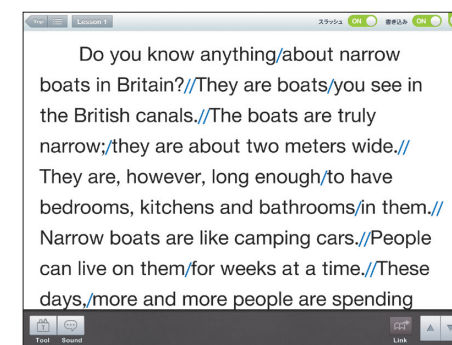 Top Lesson 1 スラッシュ ON 書き込み ON
Do you know anything/about narrow
boats in Britain?//They are boats/you see in
the British canals.//The boats are truly
narrow;/they are about two meters wide.//
They are, however, long enough/to have
bedrooms, kitchens and bathrooms/in them.//
Narrow boats are like camping cars.//People
can live on them/for weeks at a time.//These
days,/more and more people are spending
Tool Sound Link